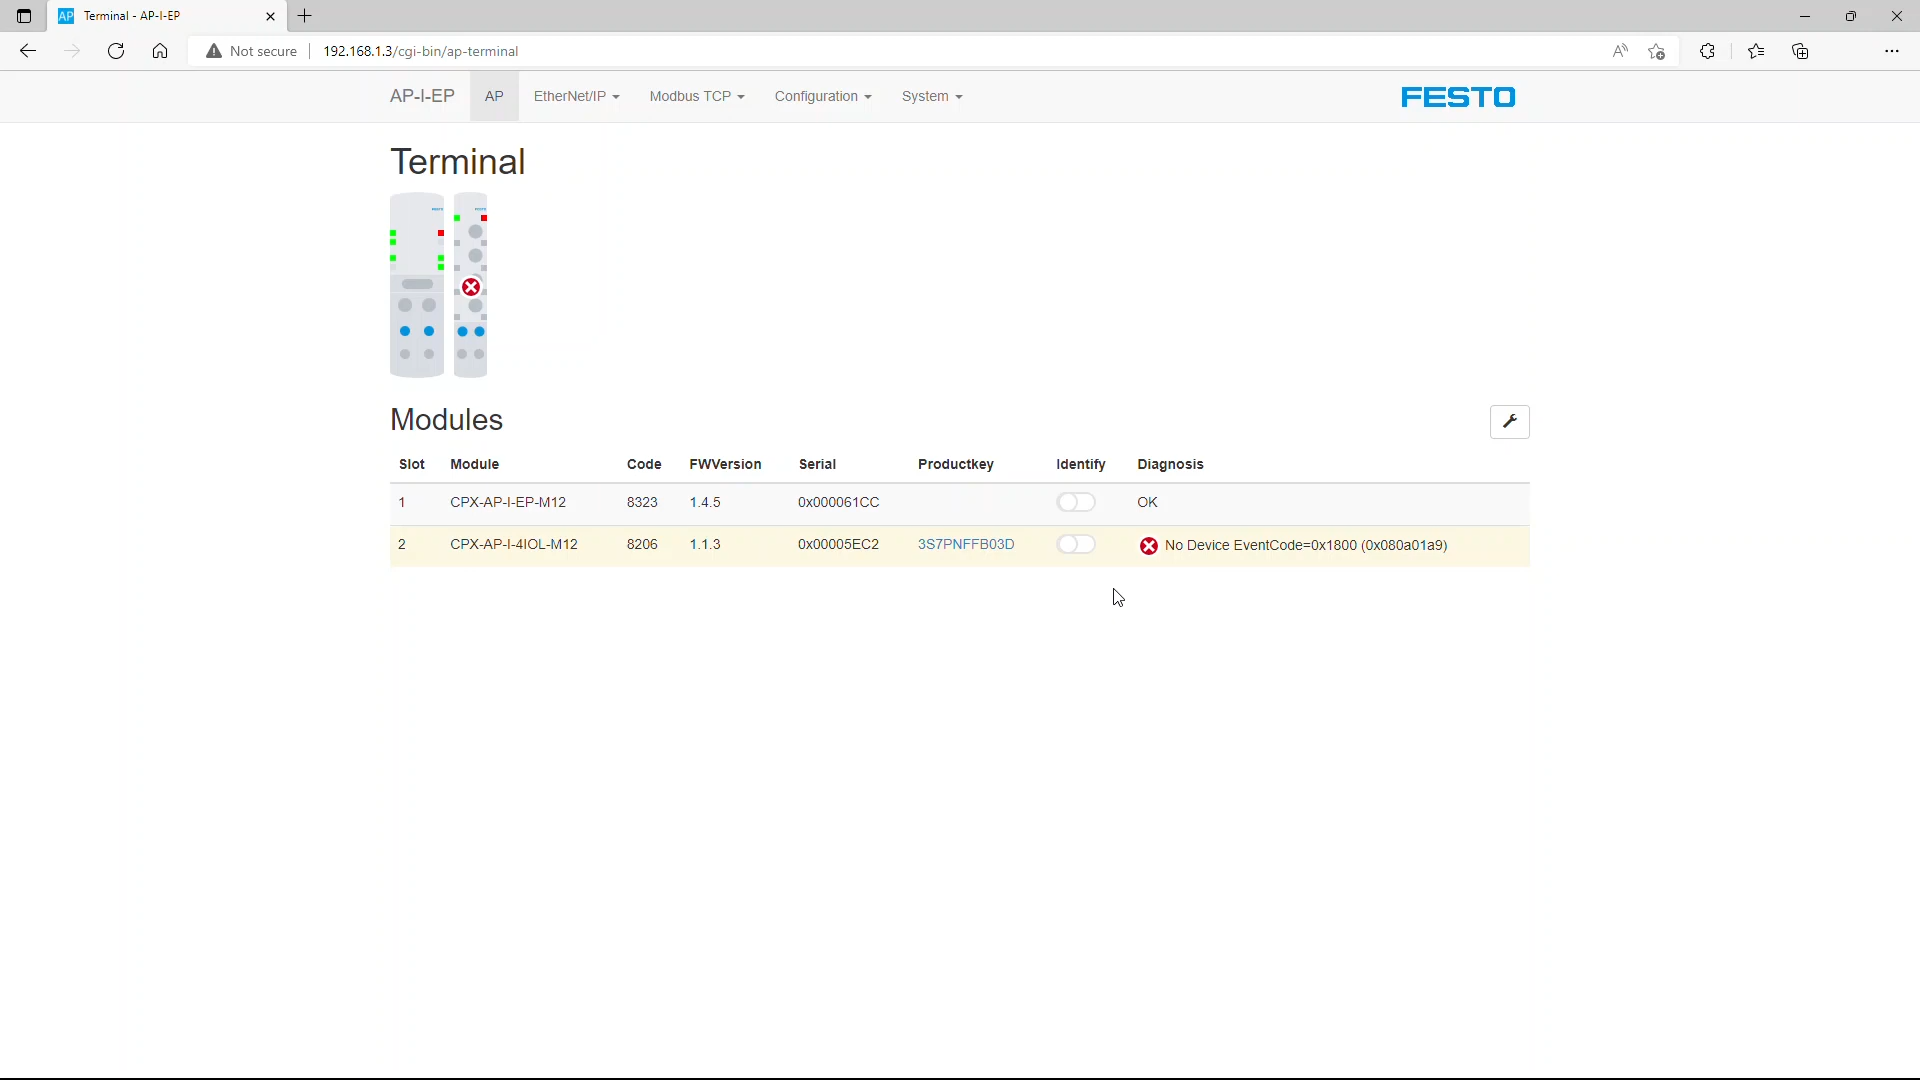 Terminal - AP-I-EP
Not secure 192.168.1.3/cgi-bin/ap-terminal
AP-I-EP AP EtherNet/IP Modbus TCP Configuration System FESTO
Terminal
FESTO FESTO
Modules
Slot Module Code FWVersion Serial Productkey Identify Diagnosis
1 CPX-AP-I-EP-M12 8323 1.4.5 0x000061CC OK
2 CPX-AP-I-4IOL-M12 8206 1.1.3 0x00005EC2 3S7PNFFB03D No Device EventCode=0x1800 (0x080a01a9)